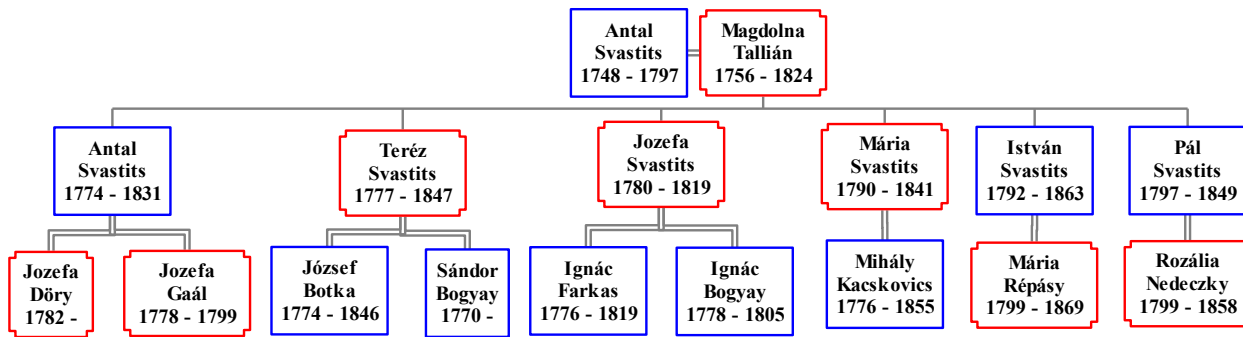 Antal
Svastits
1748 - 1797
Magdolna
Tallián
1756 - 1824
Antal
Svastits
1774 - 1831
Teréz
Svastits
1777 - 1847
Jozefa
Svastits
1780 - 1819
Mária
Svastits
1790 - 1841
István
Svastits
1792 - 1863
Pál
Svastits
1797 - 1849
Jozefa
Döry
1782 -
Jozefa
Gaál
1778 - 1799
József
Botka
1774 - 1846
Sándor
Bogyay
1770 -
Ignác
Farkas
1776 - 1819
Ignác
Bogyay
1778 - 1805
Mihály
Kacskovics
1776 - 1855
Mária
Répásy
1799 - 1869
Rozália
Nedeczky
1799 - 1858